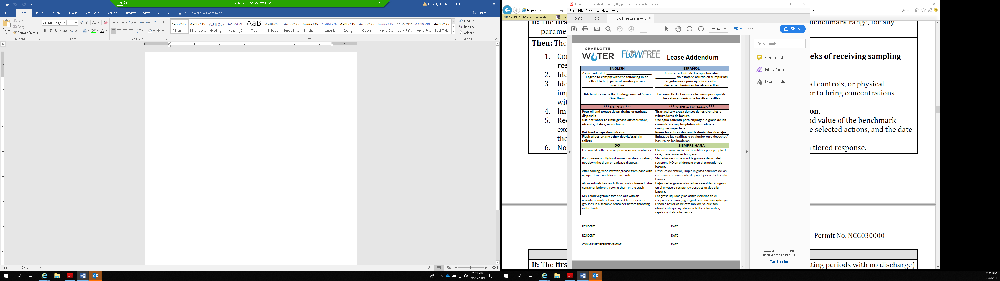 Connected with "COC\14075cas".
O'Reilly, Kristen
File Home Insert Design Layout References Mailings Review View ACROBAT Tell me what you want to do
Share
Paste
Cut
Copy
Format Painter
Clipboard
Calibri (Body) 11
Font
Paragraph
AaBbCcDc AaBbCcDc AaBbCc AaBbCcC AaB AaBbCcC AaBbCcDc AaBbCcDc AaBbCcDc AaBbCcDc AaBbCcDc AaBbCcDc AABBCCDC AABBCCDC AaBbCcDc
¶ Normal ¶ No Spac... Heading 1 Heading 2 Title Subtitle Subtle Em... Emphasis Intense E... Strong Quote Intense Q... Subtle Ref... Intense Re... Book Title
Styles
Find
Replace
Select
Editing
Page 1 of 1 0 words
100%
2:41 PM
9/26/2019
https://files.nc.gov/ncdeq/En
NC DEQ: NPDES Stormwater G...
Thes
rch...
Flow Free Lease Addendum (002).pdf - Adobe Acrobat Reader DC
File Edit View Window Help
Home Tools Flow Free Lease Ad... ×
1 / 1
69.1%
Share
Search tools
Comment
Fill & Sign
More Tools
Convert and edit PDFs
with Acrobat Pro DC
Start Free Trial
CHARLOTTE
WATER
FLOWFREE
Lease Addendum
ENGLISH
ESPAÑOL
As a resident of ____________,
I agree to comply with the following in an
effort to help prevent sanitary sewer
overflows
Como residente de los apartmentos
____________, yo estoy de acurdo en cumplir las
regulaciones para ayudar a evitar
derramamientos en las alcantarillas
Kitchen Grease is the leading cause of Sewer
Overflows
La Grasa De La Cocina es la causa principal de
los rebosamientos de las Alcantarillas
*** DO NOT ***
*** NUNCA LO HAGAS ***
Pour oil and grease down drains or garbage
disposals
Tirar aceite y grasa dentro de los drenajes o
trituradores de basura.
Use hot water to rinse grease off cookware,
utensils, dishes, or surfaces
Use agua calienta para enjuagar la grasa de las
cosas de cocina, los platos, utensilios o
cualquier superficie.
Put food scraps down drains
Poner las sobras de comida dentro los drenajes.
Flush wipes or any other debris/trash in
toilets
Enjuague las toallitas o cualquier otro desecho /
basura en los inodoros
DO
SIEMPRE HAGA
Use an old coffee can or jar as a grease container
Use un envase vacio que no utilizes por ejemplo de
café, para contener las grasa
Pour grease or oily food waste into the container,
not down the drain or garbage disposal.
Vierta los restos de comida grasosa dentro del
recipient, NO en el drenaje o en el triturador de
basura.
After cooling, wipe leftover grease from pans with
a paper towel and discard in trash.
Después de enfriar, limpie la grasa sobrante de las
cacerolas con una toalla de papel y deséchela en la
basura.
Allow animals fats and oils to cool or freeze in the
container before throwing them in the trash
Deje que las grasas y los acites se enfrien congelos
en el envase o recipient y despues tiralos a la
basura.
Mix liquid vegetable fats and oils with an
absorbent material such as cat litter or coffee
grounds in a sealable container before throwing
in the trash
Las grasa liquidas y los acites viertelos en el
recipient o envase, agreagarles arena para gatos ya
usada o residuos de café molido, ya que son
absorbents que ayudan a solidificar los acites,
tapalos y tiralo a la basura.
RESIDENT DATE
RESIDENT DATE
COMMUNITY REPRESENTATIVE DATE
If: The firs
benchmark range, for any
paramet
Then: The
1. Con
eeks of receiving sampling
res
2. Ide
3. Ide
al controls, or physical
imp
or to bring concentrations
wit
4. Imp
on.
5. Rec
nd value of the benchmark
exc
e selected actions, and the date
the
6. Not
a tiered response.
Permit No. NCG030000
If: The firs
tting periods with no discharge)
2:41 PM
9/26/2019